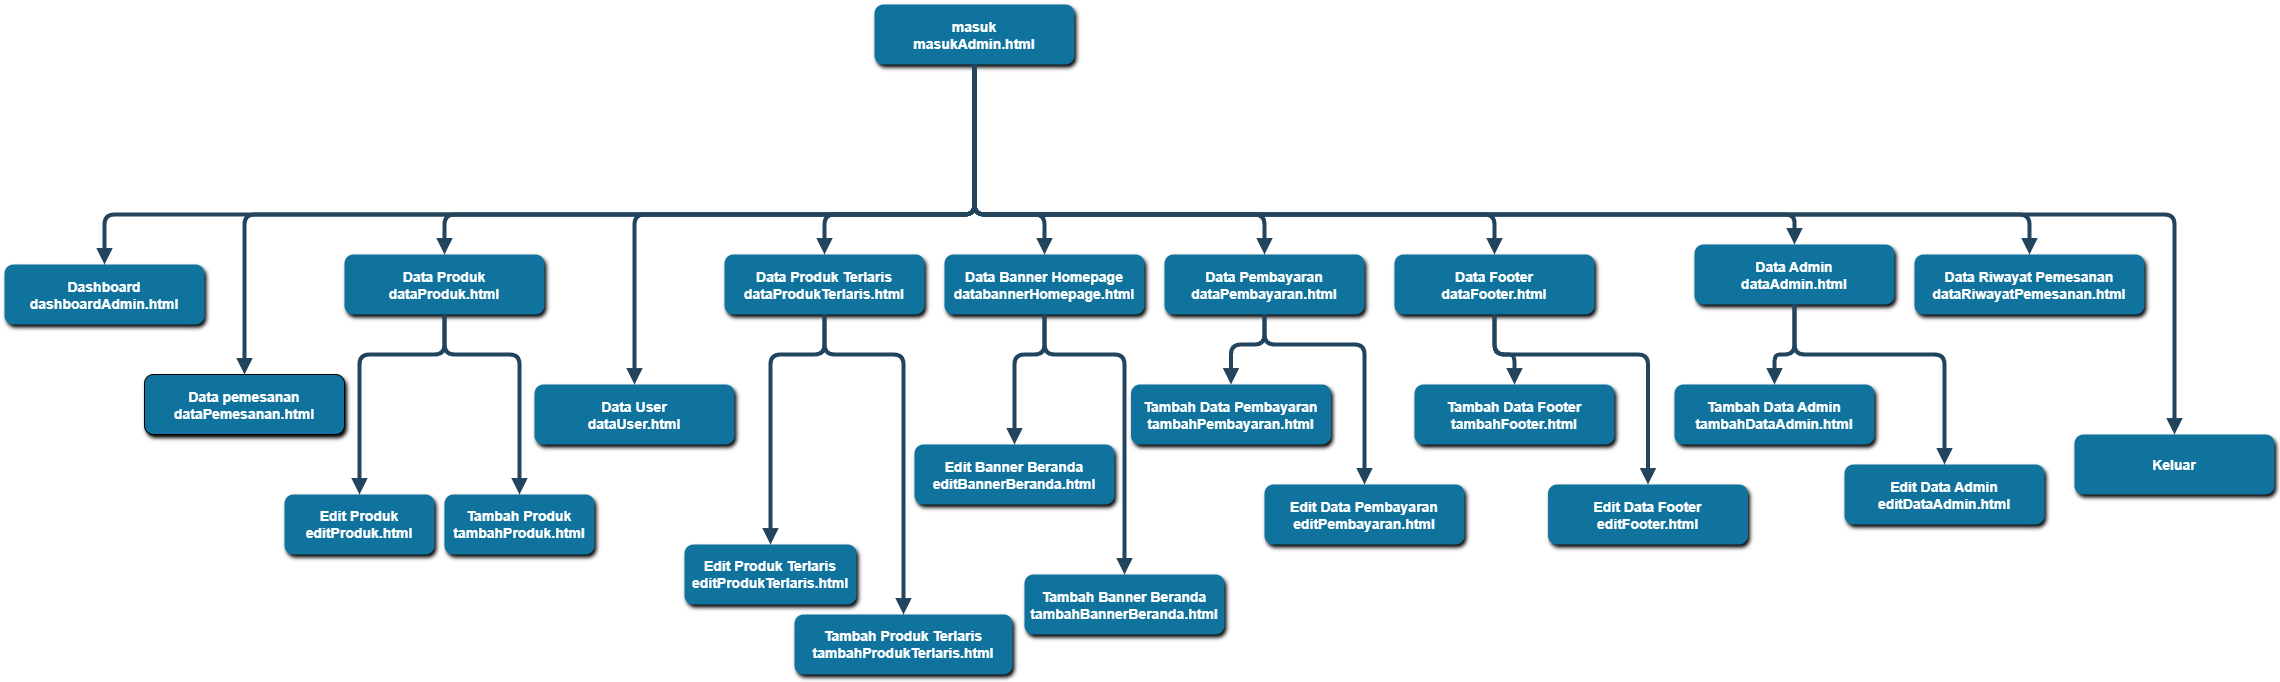 masuk
masukAdmin.html
Dashboard
dashboardAdmin.html
Data pemesanan
dataPemesanan.html
Data Produk
dataProduk.html
Edit Produk
editProduk.html
Tambah Produk
tambahProduk.html
Data User
dataUser.html
Data Produk Terlaris
dataProdukTerlaris.html
Edit Produk Terlaris
editProdukTerlaris.html
Tambah Produk Terlaris
tambahProdukTerlaris.html
Data Banner Homepage
databannerHomepage.html
Edit Banner Beranda
editBannerBeranda.html
Tambah Banner Beranda
tambahBannerBeranda.html
Data Pembayaran
dataPembayaran.html
Tambah Data Pembayaran
tambahPembayaran.html
Edit Data Pembayaran
editPembayaran.html
Data Footer
dataFooter.html
Tambah Data Footer
tambahFooter.html
Edit Data Footer
editFooter.html
Data Admin
dataAdmin.html
Tambah Data Admin
tambahDataAdmin.html
Edit Data Admin
editDataAdmin.html
Data Riwayat Pemesanan
dataRiwayatPemesanan.html
Keluar